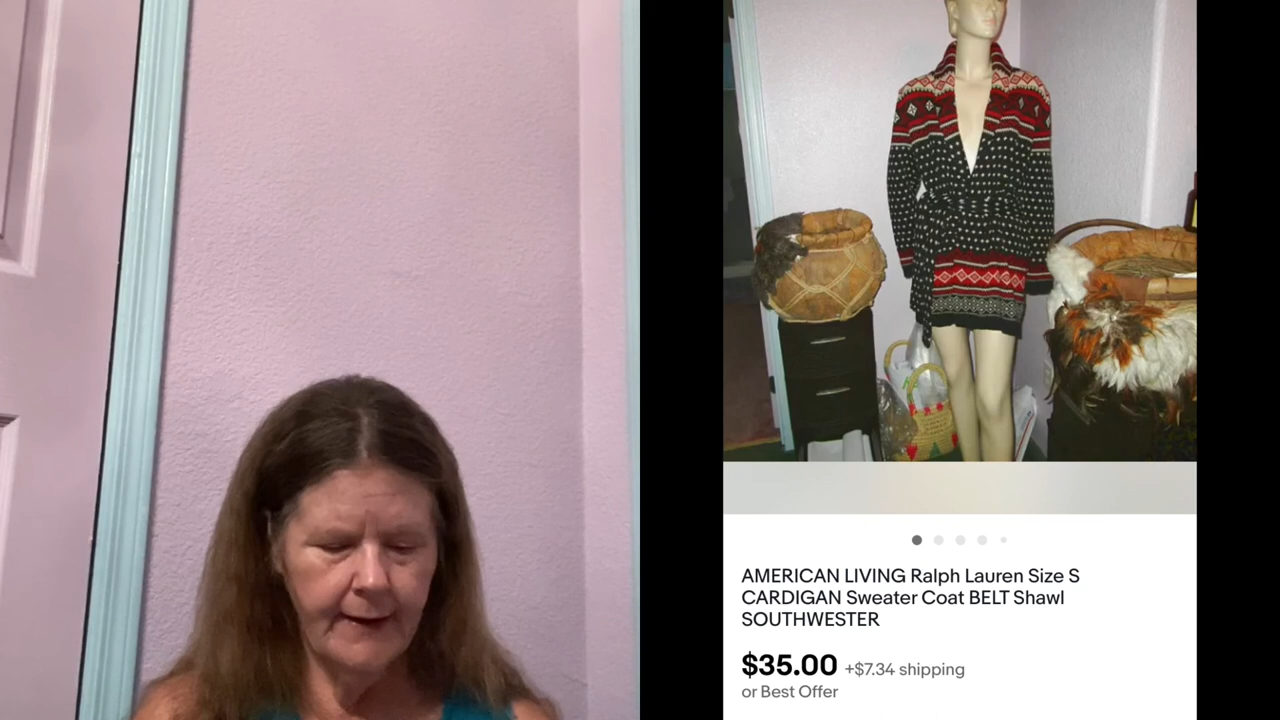 AMERICAN LIVING Ralph Lauren Size S
CARDIGAN Sweater Coat BELT Shawl
SOUTHWESTER
$35.00 +$7.34 shipping
or Best Offer